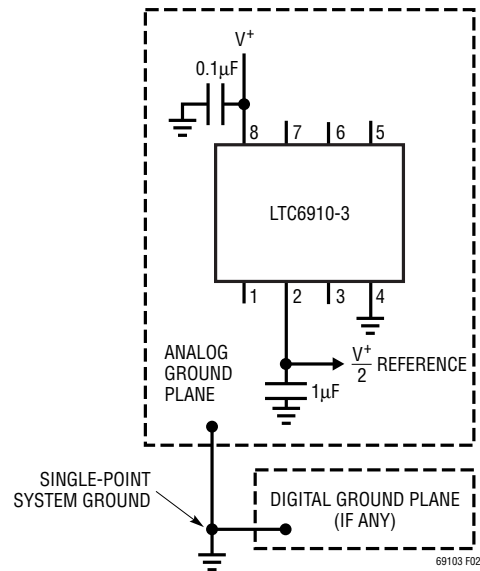 V+
0.1µF
8
7
6
5
LTC6910-3
1
2
3
4
ANALOG
GROUND
PLANE
V+
2
REFERENCE
1µF
SINGLE-POINT
SYSTEM GROUND
DIGITAL GROUND PLANE
(IF ANY)
69103 F02